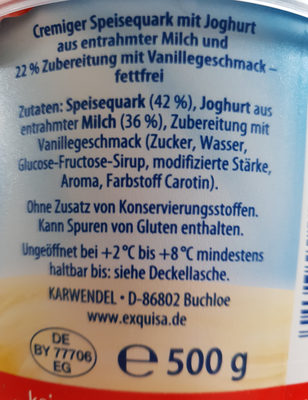 Cremiger Speisequark mit Joghurt
aus entrahmter Milch und
22 % Zubereitung mit Vanillegeschmack –
fettfrei
Zutaten: Speisequark (42 %), Joghurt aus
entrahmter Milch (36 %), Zubereitung mit
Vanillegeschmack (Zucker, Wasser,
Glucose-Fructose-Sirup, modifizierte Stärke,
Aroma, Farbstoff Carotin).
Ohne Zusatz von Konservierungsstoffen.
Kann Spuren von Gluten enthalten.
Ungeöffnet bei +2°C bis +8°C mindestens
haltbar bis: siehe Deckellasche.
KARWENDEL • D-86802 Buchloe
www.exquisa.de
DE
BY 77706
EG
e 500 g